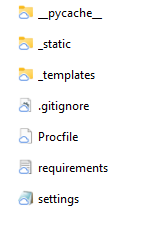 __pycache__
_static
_templates
.gitignore
Procfile
requirements
settings